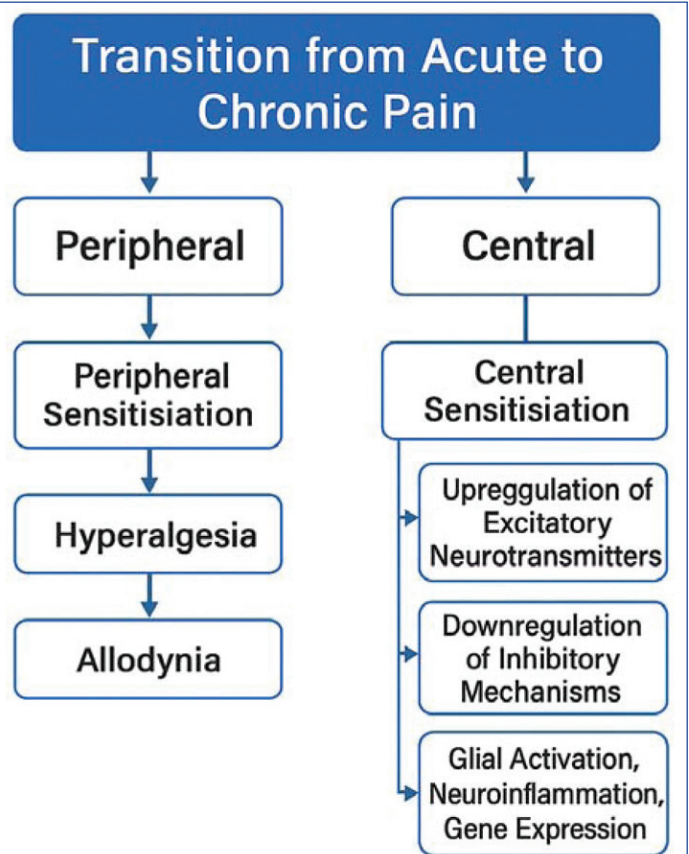 Transition from Acute to
Chronic Pain
Peripheral
Central
Peripheral
Sensitisiation
Central
Sensitisiation
Hyperalgesia
Upreggulation of
Excitatory
Neurotransmitters
Allodynia
Downregulation
of Inhibitory
Mechanisms
Glial Activation,
Neuroinflammation,
Gene Expression